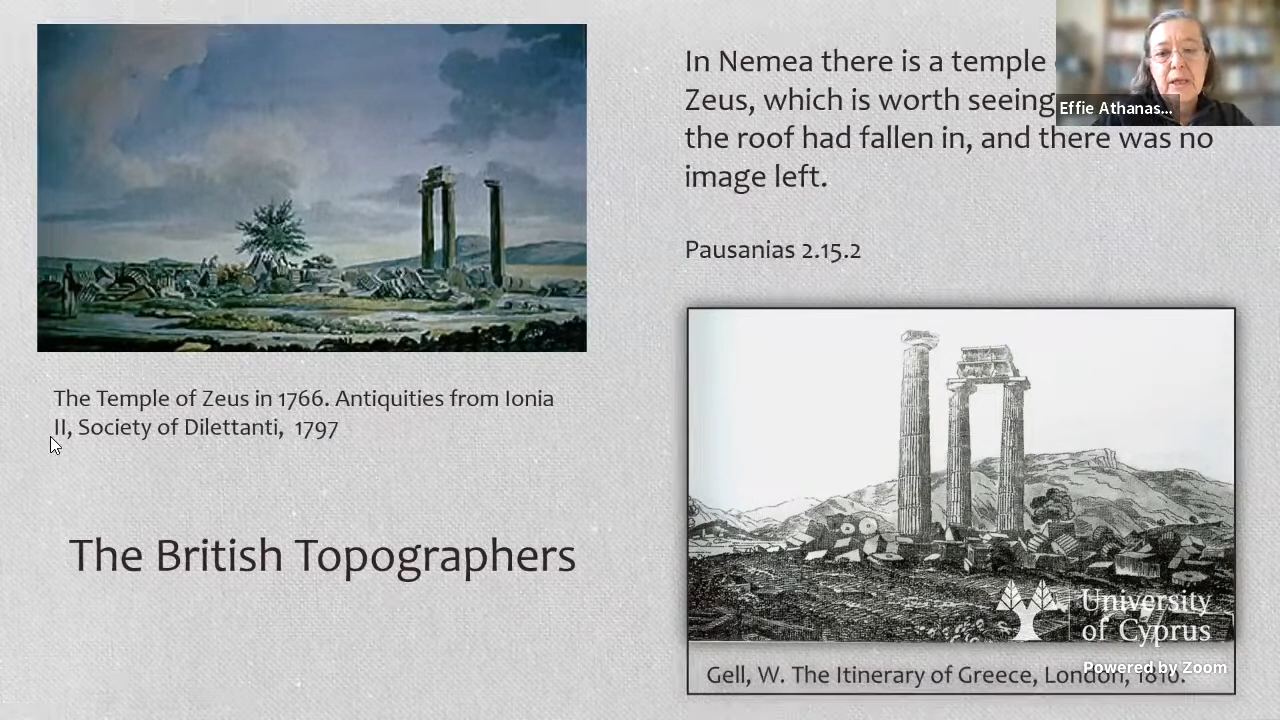 In Nemea there is a temple
Zeus, which is worth seeing
the roof had fallen in, and there was no
image left.
Pausanias 2.15.2
Effie Athanas...
The Temple of Zeus in 1766. Antiquities from Ionia
II, Society of Dilettanti, 1797
The British Topographers
University
of Cyprus
Powered by Zoom
Gell, W. The Itinerary of Greece, London, 1810.